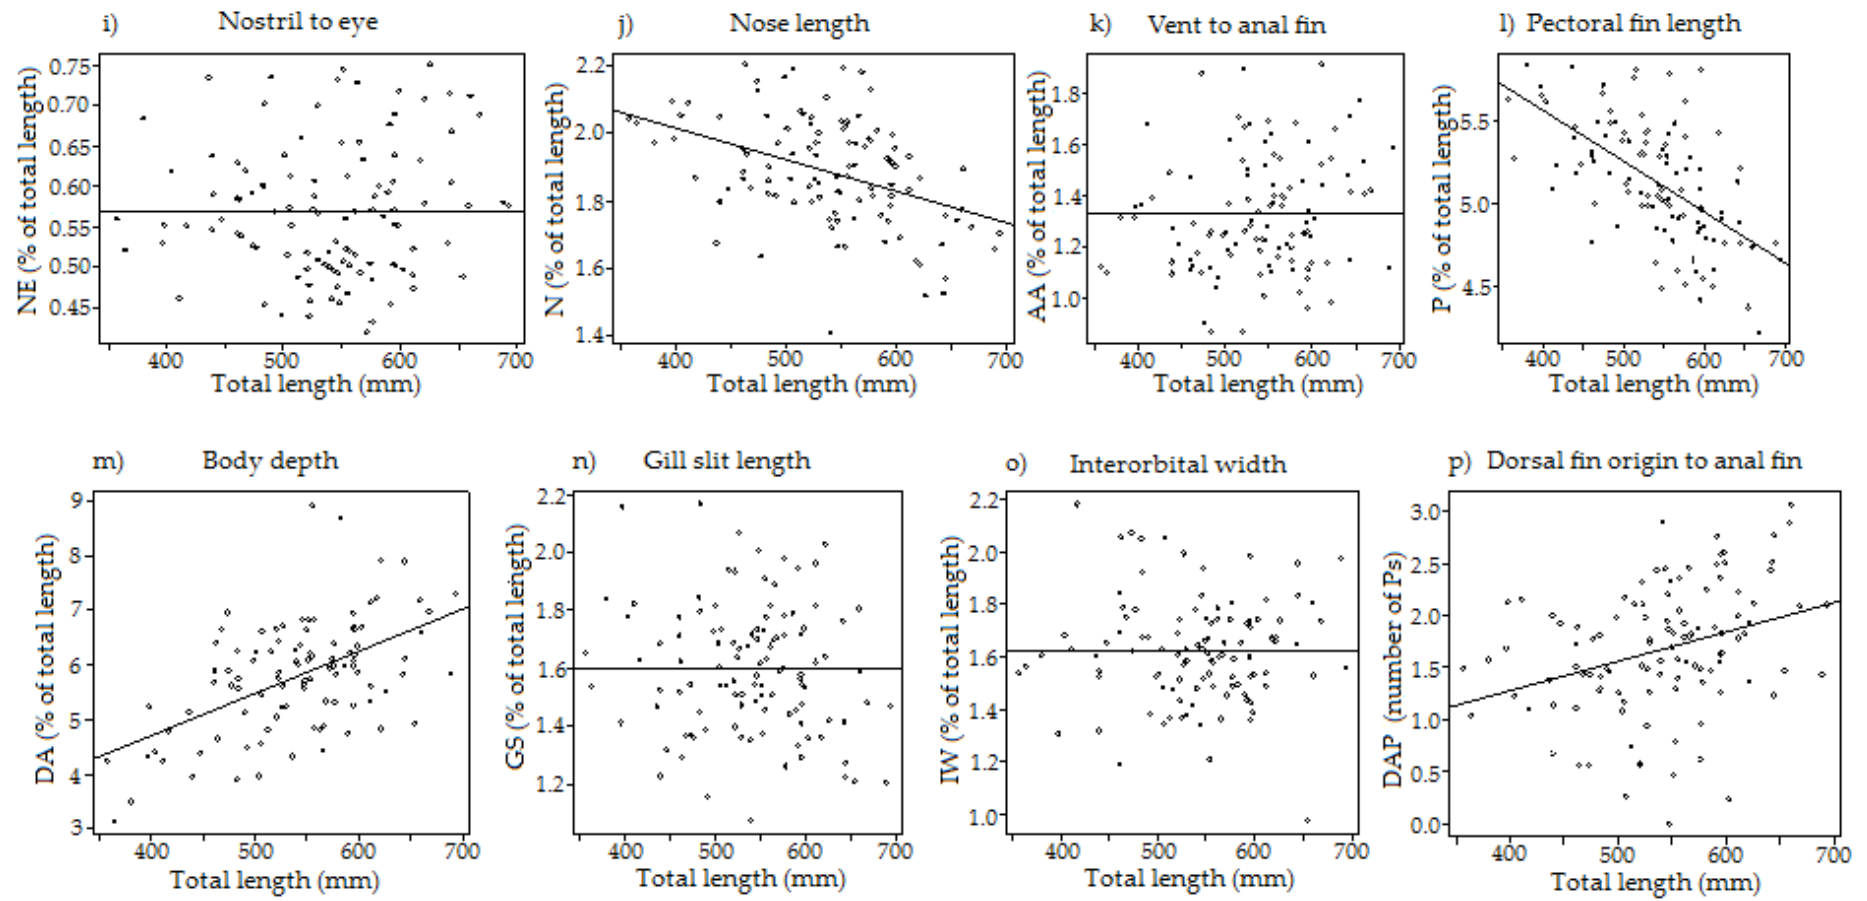 i) Nostril to eye
NE (% of total length)
0.75
0.70
0.65
0.60
0.55
0.50
0.45
400 500 600 700
Total length (mm)
j) Nose length
N (% of total length)
2.2
2.0
1.8
1.6
1.4
400 500 600 700
Total length (mm)
k) Vent to anal fin
AA (% of total length)
1.8
1.6
1.4
1.2
1.0
400 500 600 700
Total length (mm)
l) Pectoral fin length
P (% of total length)
5.5
5.0
4.5
400 500 600 700
Total length (mm)
m) Body depth
DA (% of total length)
9
8
7
6
5
4
3
400 500 600 700
Total length (mm)
n) Gill slit length
GS (% of total length)
2.2
2.0
1.8
1.6
1.4
1.2
400 500 600 700
Total length (mm)
o) Interorbital width
IW (% of total length)
2.2
2.0
1.8
1.6
1.4
1.2
1.0
400 500 600 700
Total length (mm)
p) Dorsal fin origin to anal fin
DAP (number of Ps)
3.0
2.5
2.0
1.5
1.0
0.5
0.0
400 500 600 700
Total length (mm)